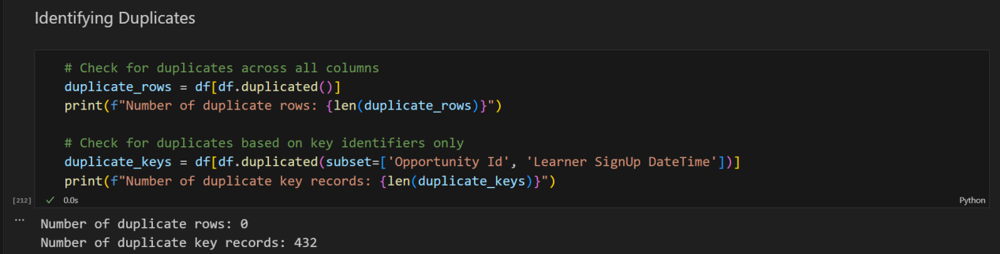 Identifying Duplicates
# Check for duplicates across all columns
duplicate_rows = df[df.duplicated()]
print(f"Number of duplicate rows: {len(duplicate_rows)}")
# Check for duplicates based on key identifiers only
duplicate_keys = df[df.duplicated(subset=['Opportunity Id', 'Learner SignUp DateTime'])]
print(f"Number of duplicate key records: {len(duplicate_keys)}")
[212] ✓ 0.0s Python
... Number of duplicate rows: 0
Number of duplicate key records: 432